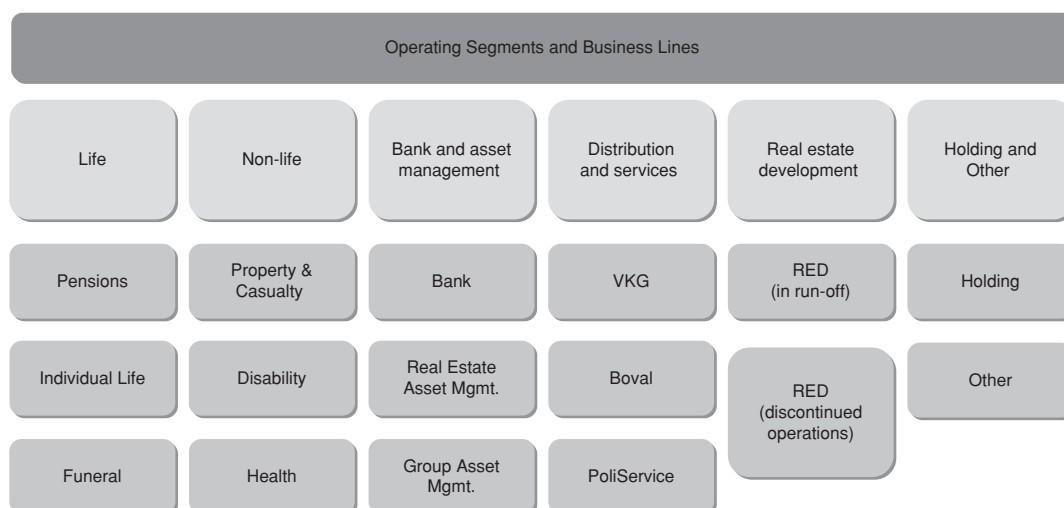 Operating Segments and Business Lines
Life
Non-life
Bank and asset
management
Distribution
and services
Real estate
development
Holding and
Other
Pensions
Property &
Casualty
Bank
VKG
RED
(in run-off)
Holding
Individual Life
Disability
Real Estate
Asset Mgmt.
Boval
RED
(discontinued
operations)
Other
Funeral
Health
Group Asset
Mgmt.
PoliService